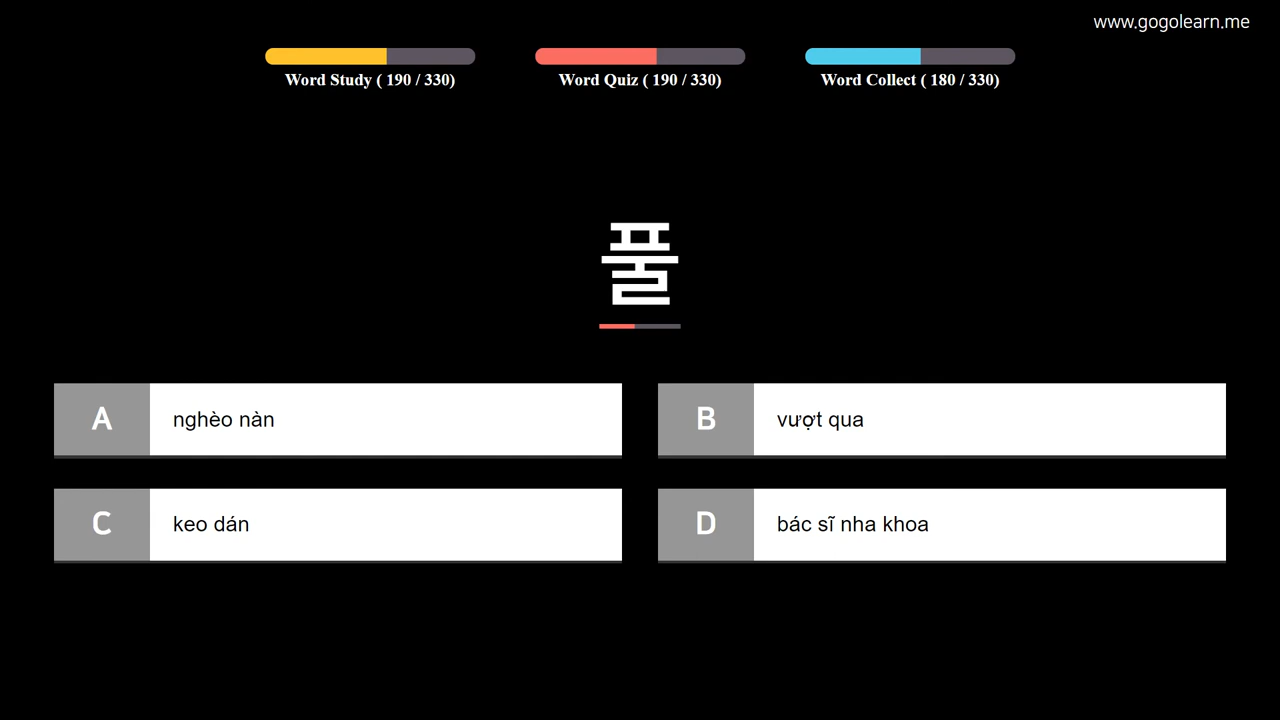 www.gogolearn.me
Word Study ( 190 / 330)
Word Quiz ( 190 / 330)
Word Collect ( 180 / 330)
풀
A nghèo nàn
B vượt qua
C keo dán
D bác sĩ nha khoa